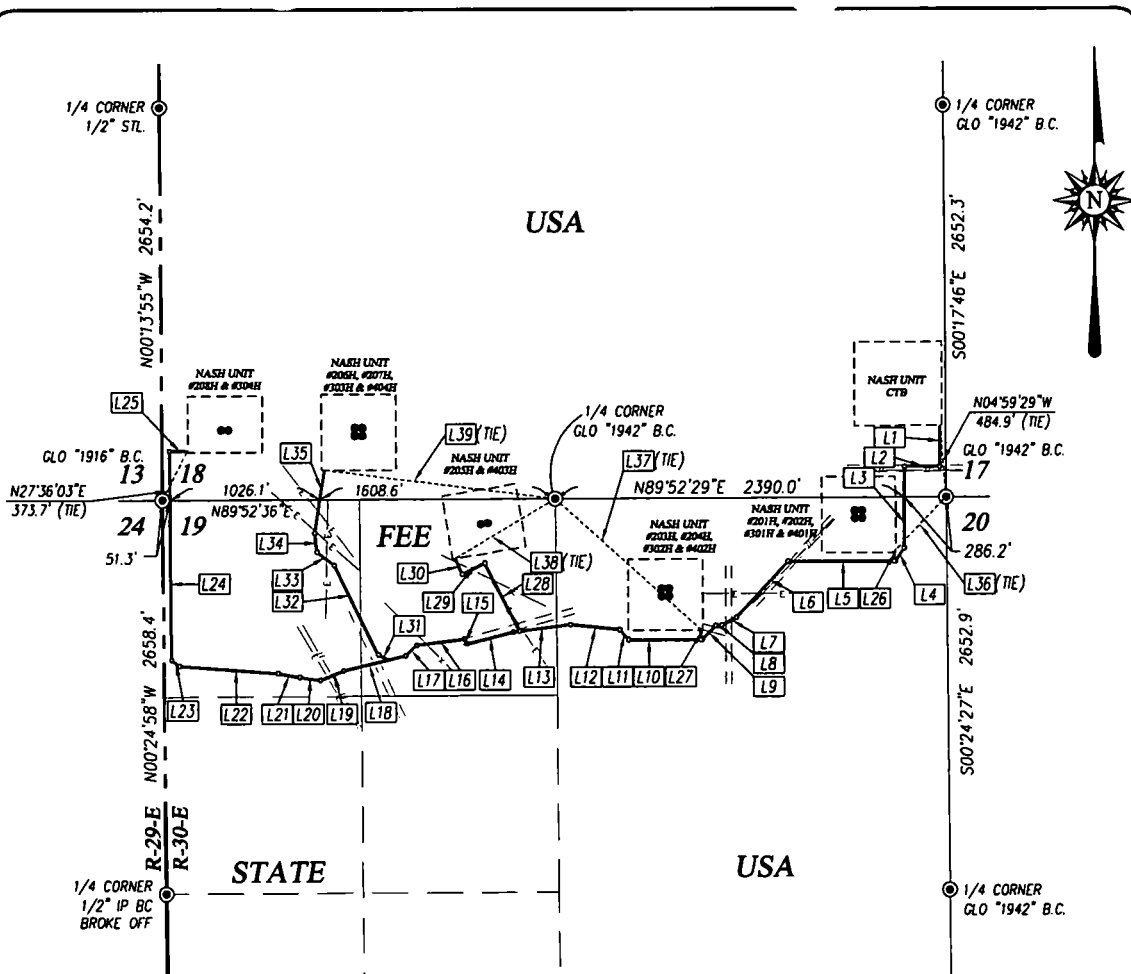 1/4 CORNER
1/2" STL.
1/4 CORNER
GLO "1942" B.C.
N
USA
N00°13'55"W 2654.2'
S00°17'46"E 2652.3'
NASH UNIT
#208H & #304H
NASH UNIT
#206H, #207H,
#303H & #404H
NASH UNIT
CTB
L25
1/4 CORNER
GLO "1942" B.C.
N04°59'29"W
484.9' (TIE)
L39 (TIE)
L1
L35
L2
GLO "1916" B.C.
NASH UNIT
#205H & #403H
L37 (TIE)
GLO "1942" B.C.
13
18
L3
17
N27°36'03"E
373.7' (TIE)
1026.1'
1608.6'
N89°52'29"E 2390.0'
24
19
N89°52'36"E
NASH UNIT
#201H, #202H,
#301H & #401H
20
51.3'
FEE
NASH UNIT
#203H, #204H,
#302H & #402H
286.2'
L34
L38 (TIE)
L30
L33
L28
L36 (TIE)
L24
L29
L32
L15
L6
L5
L26
L4
E
E
L31
L7
L8
L23
L22
L21
L20
L19
L18
L17
L16
L14
L13
L12
L11
L10
L27
L9
N00°24'58"W 2658.4'
S00°24'27"E 2652.9'
R-29-E
R-30-E
STATE
USA
1/4 CORNER
1/2" IP BC
BROKE OFF
1/4 CORNER
GLO "1942" B.C.